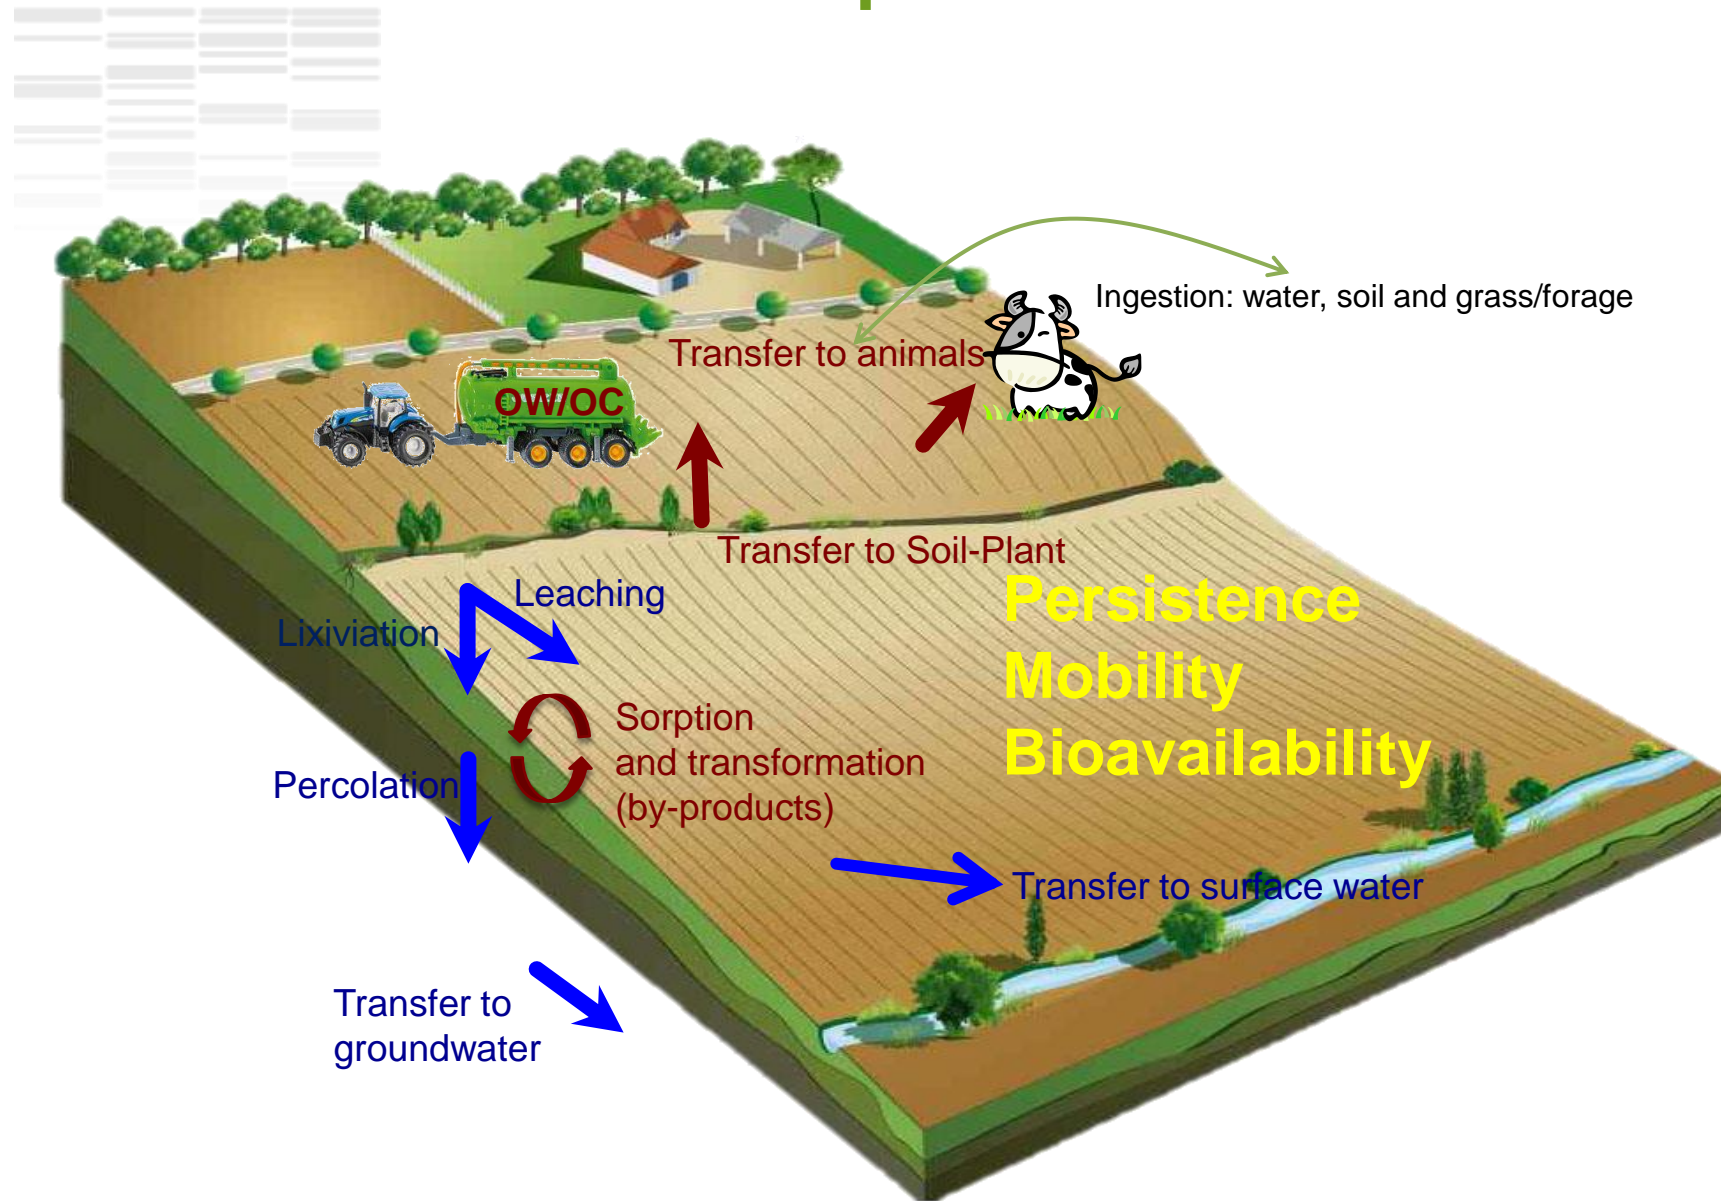 Ingestion: water, soil and grass/forage
Transfer to animals
OW/OC
Transfer to Soil-Plant
Leaching
Lixiviation
Persistence
Mobility
Bioavailability
Sorption
and transformation
(by-products)
Percolation
Transfer to surface water
Transfer to
groundwater